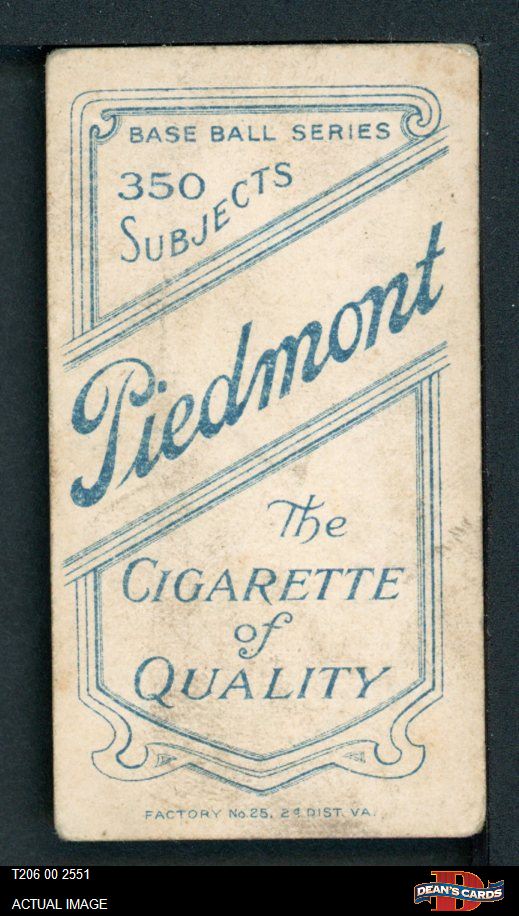 BASE BALL SERIES
350
SUBJECTS
Piedmont
The
CIGARETTE
of
QUALITY
FACTORY No. 25, 2d DIST. VA.
T206 00 2551
ACTUAL IMAGE
D
DEAN'S CARDS